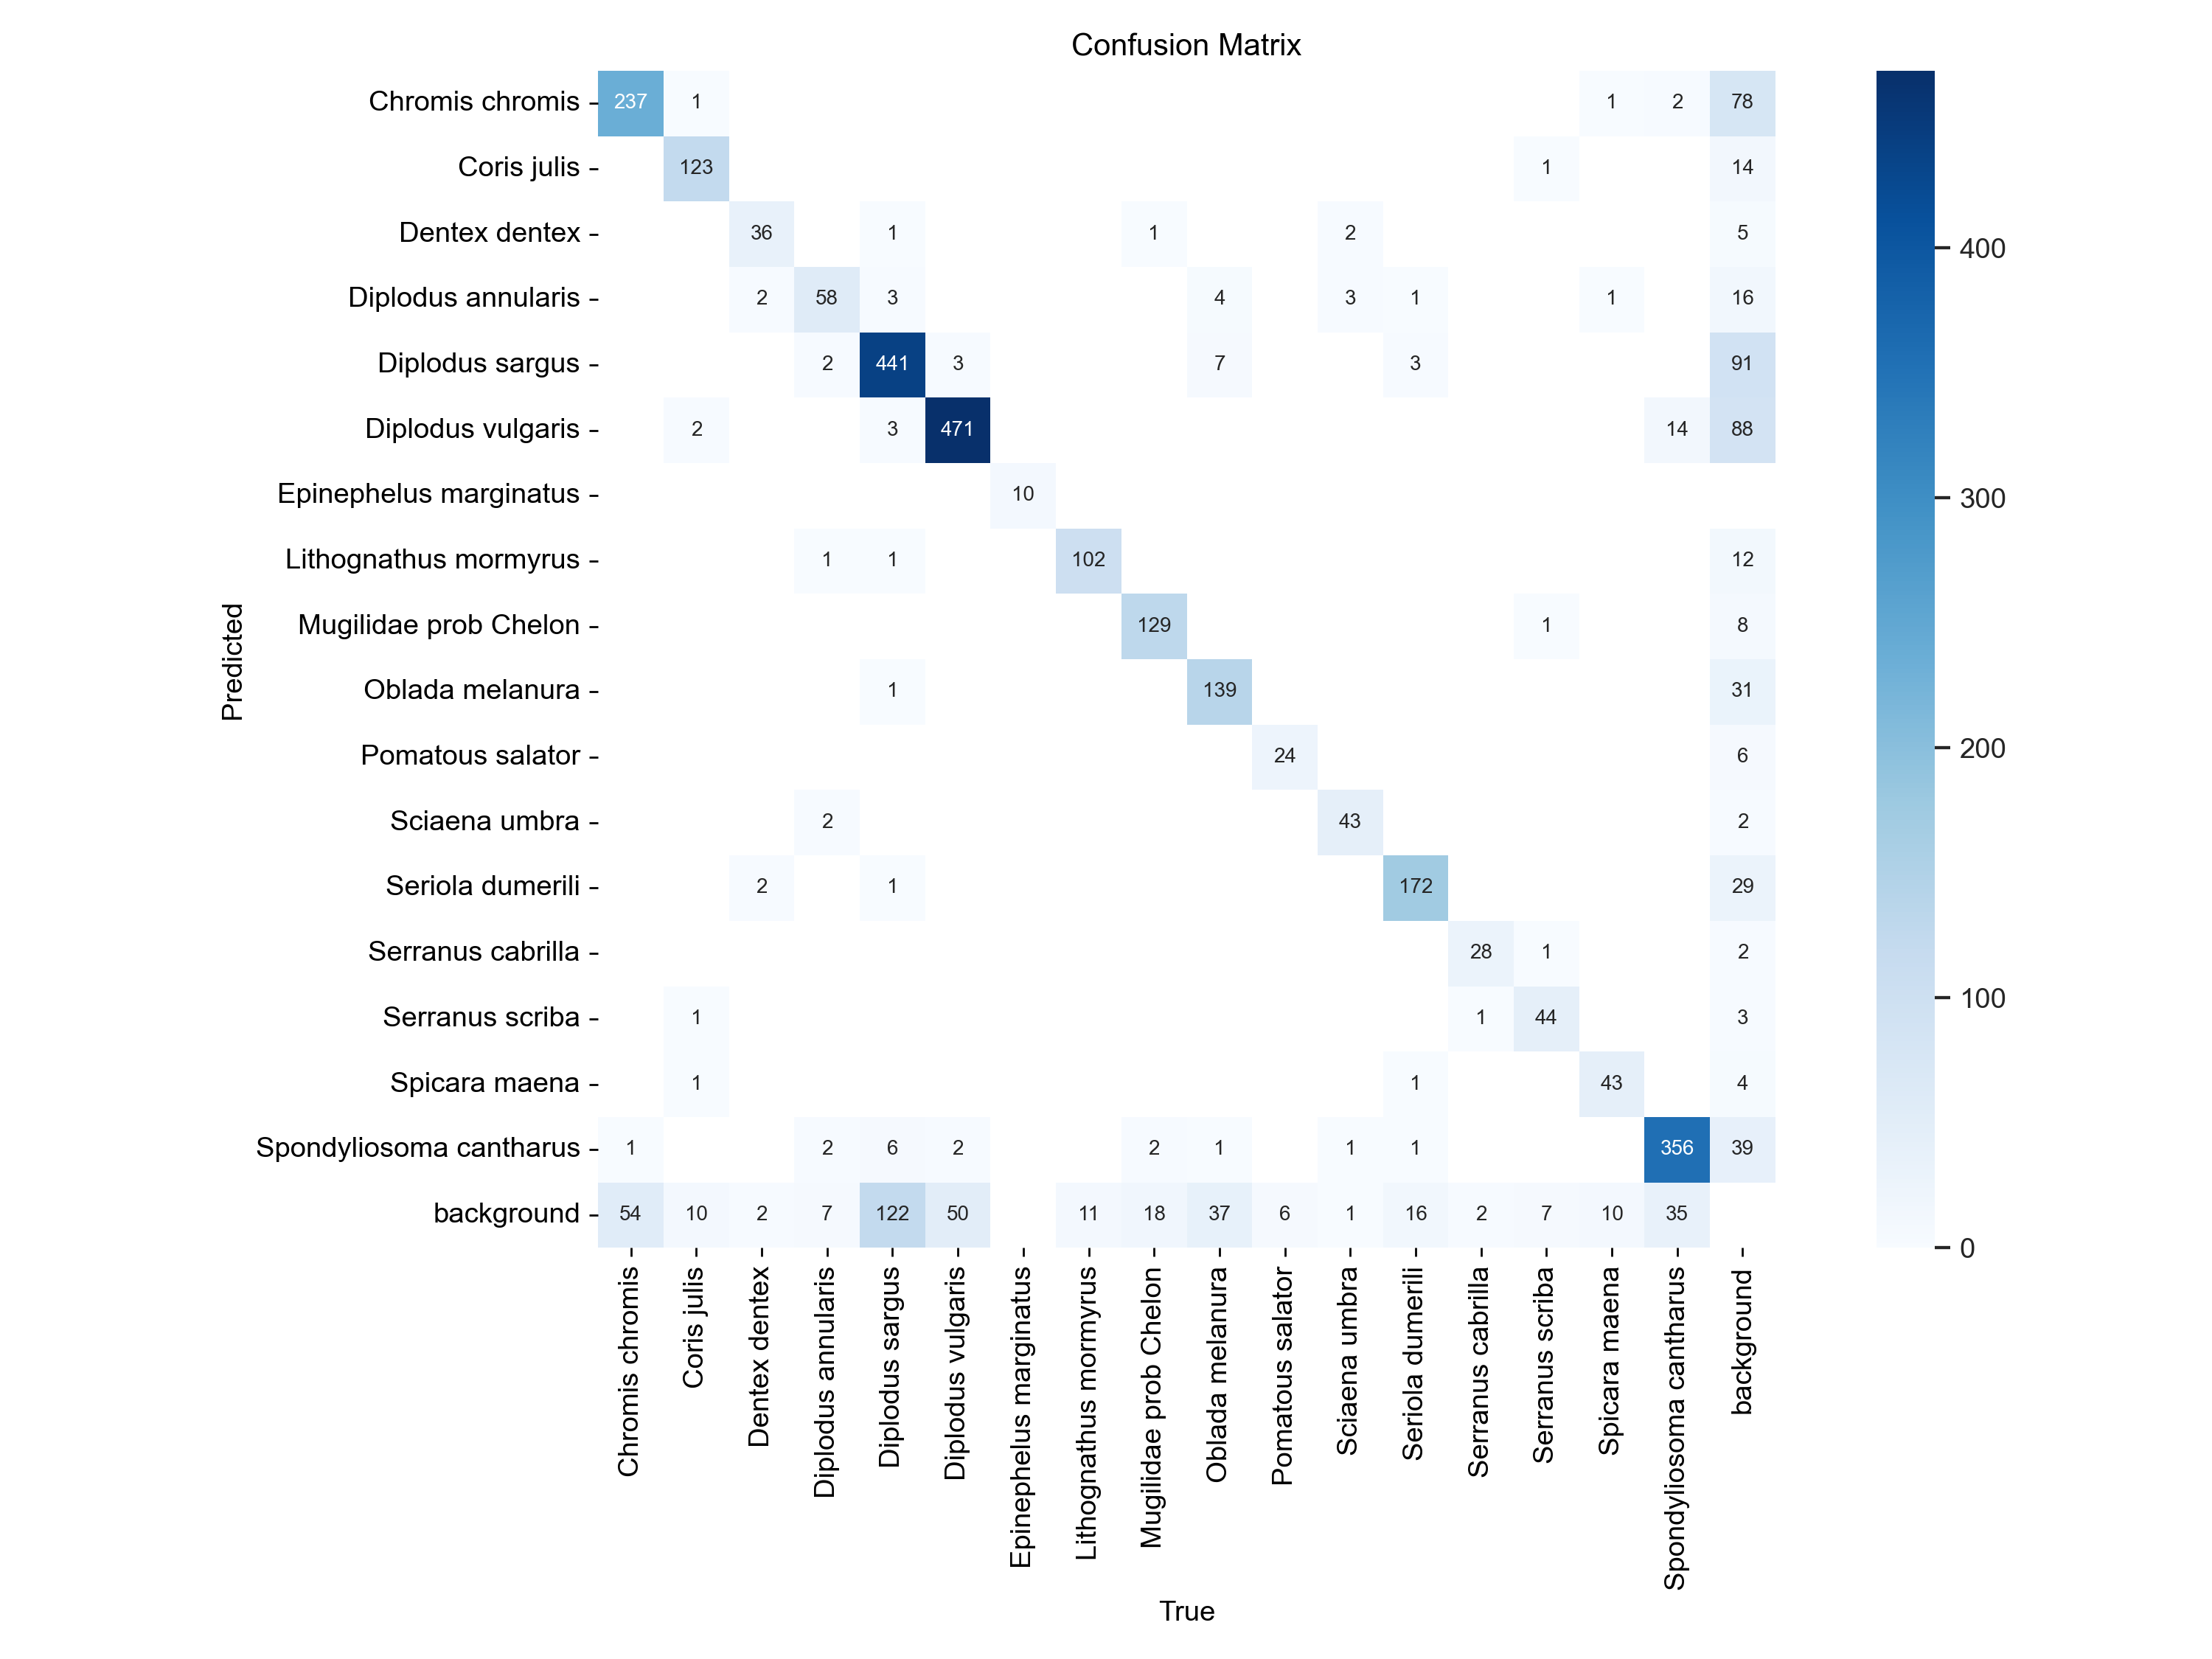 Confusion Matrix
Chromis chromis 237 1 1 2 78
Coris julis 123 1 14
Dentex dentex 36 1 1 2 5
400
Diplodus annularis 2 58 3 4 3 1 1 16
Diplodus sargus 2 441 3 7 3 91
Diplodus vulgaris 2 3 471 14 88
Epinephelus marginatus 10
300
Lithognathus mormyrus 1 1 102 12
Predicted
Mugilidae prob Chelon 129 1 8
Oblada melanura 1 139 31
Pomatous salator 24 6
200
Sciaena umbra 2 43 2
Seriola dumerili 2 1 172 29
Serranus cabrilla 28 1 2
100
Serranus scriba 1 1 44 3
Spicara maena 1 1 43 4
Spondyliosoma cantharus 1 2 6 2 2 1 1 1 356 39
background 54 10 2 7 122 50 11 18 37 6 1 16 2 7 10 35
0
Chromis chromis
Coris julis
Dentex dentex
Diplodus annularis
Diplodus sargus
Diplodus vulgaris
Epinephelus marginatus
Lithognathus mormyrus
Mugilidae prob Chelon
Oblada melanura
Pomatous salator
Sciaena umbra
Seriola dumerili
Serranus cabrilla
Serranus scriba
Spicara maena
Spondyliosoma cantharus
background
True